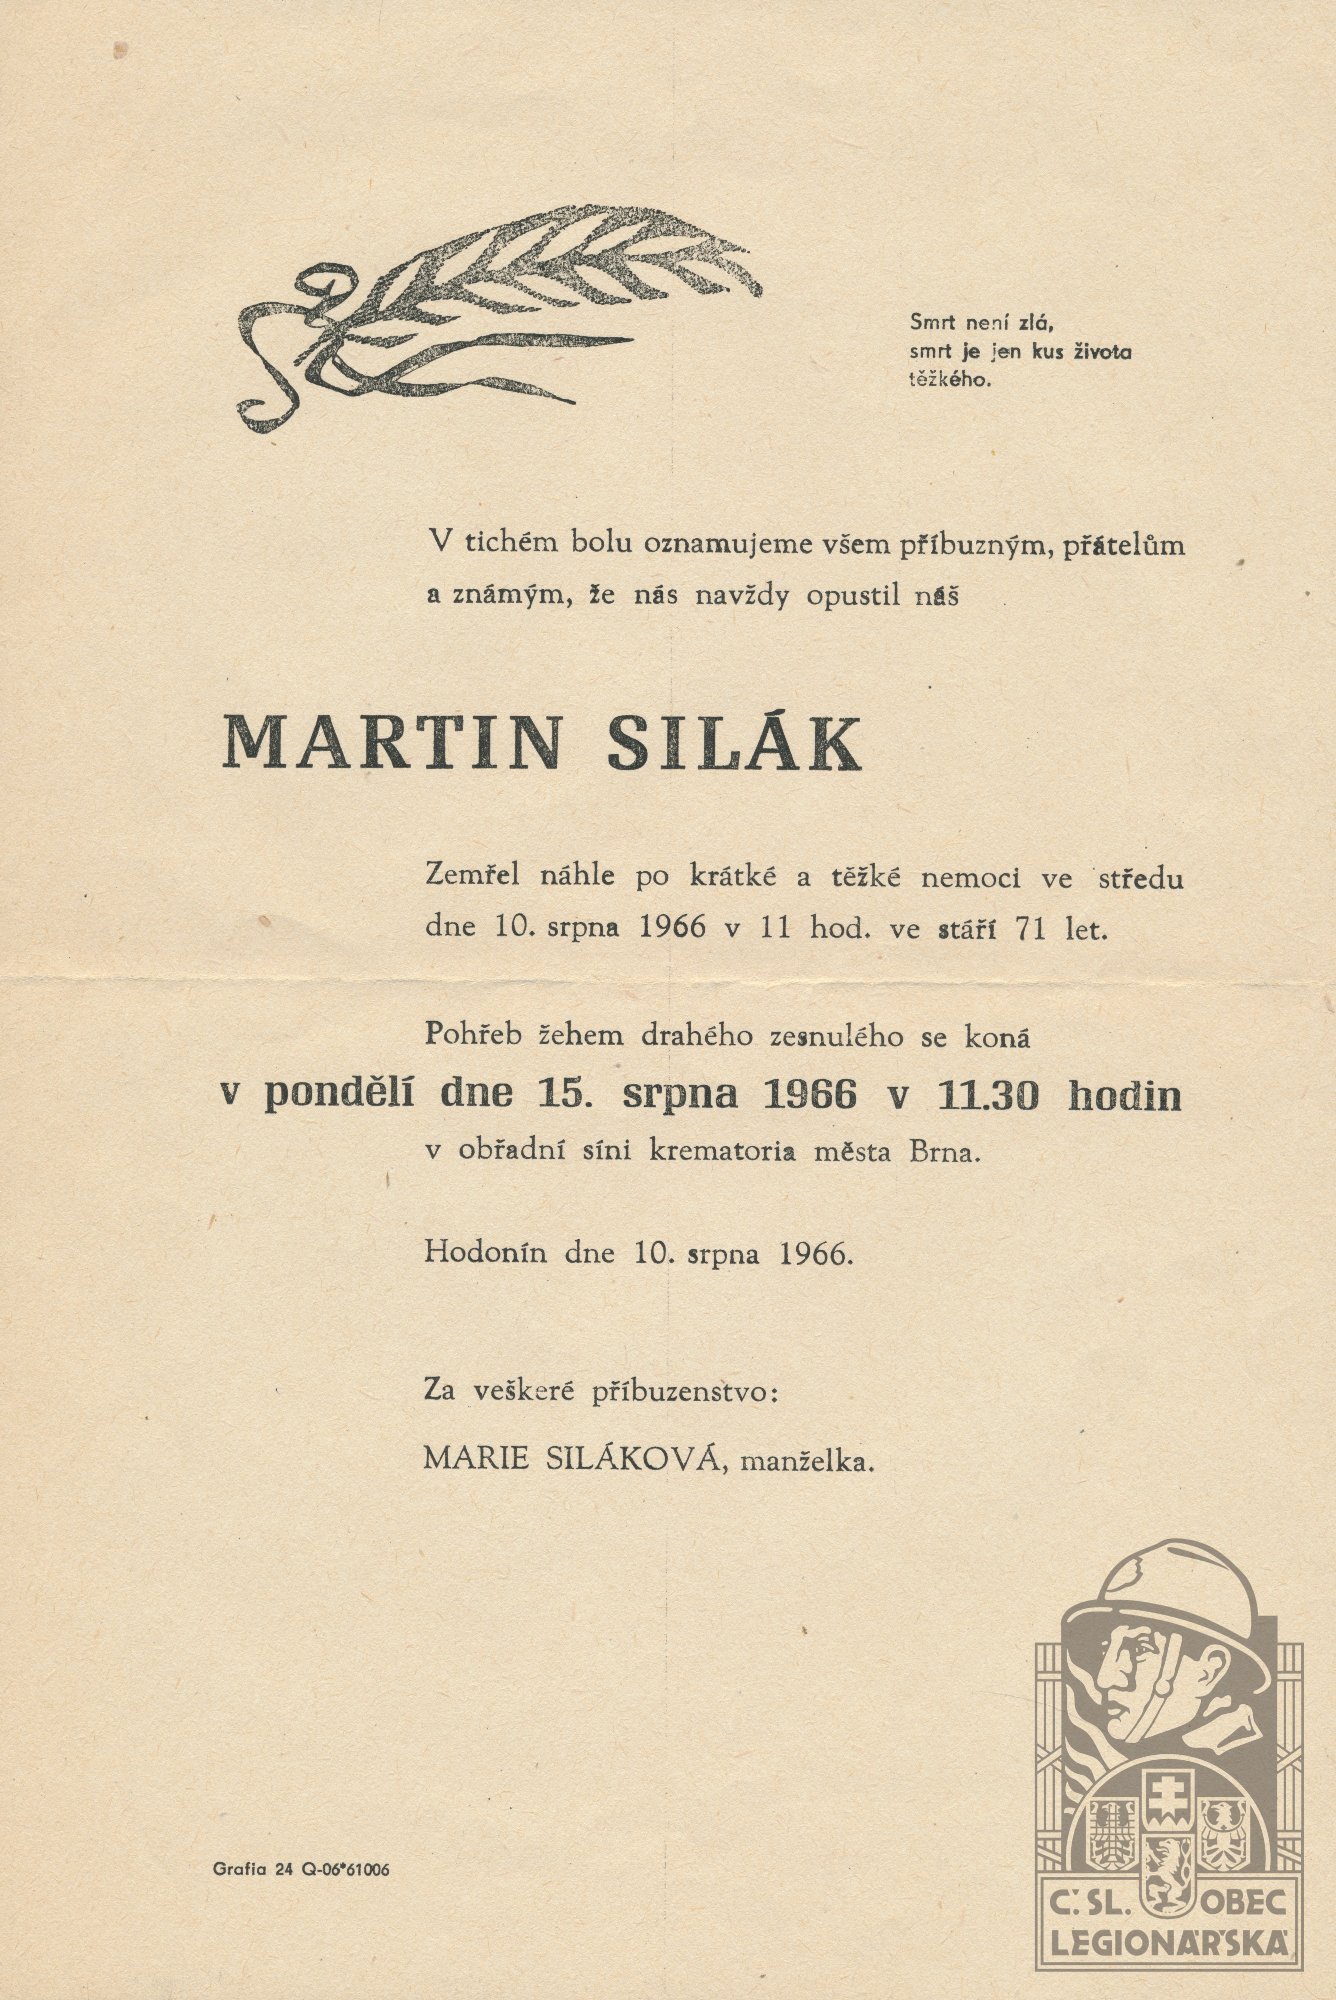 Smrt není zlá,
smrt je jen kus života
těžkého.
V tichém bolu oznamujeme všem příbuzným, přátelům
a známým, že nás navždy opustil náš
MARTIN SILÁK
Zemřel náhle po krátké a těžké nemoci ve středu
dne 10. srpna 1966 v 11 hod. ve stáří 71 let.
Pohřeb žehem drahého zesnulého se koná
v pondělí dne 15. srpna 1966 v 11.30 hodin
v obřadní síni krematoria města Brna.
Hodonín dne 10. srpna 1966.
Za veškeré příbuzenstvo:
MARIE SILÁKOVÁ, manželka.
Grafia 24 Q-06*61006
Č. SL. OBEC
LEGIONÁŘSKÁ